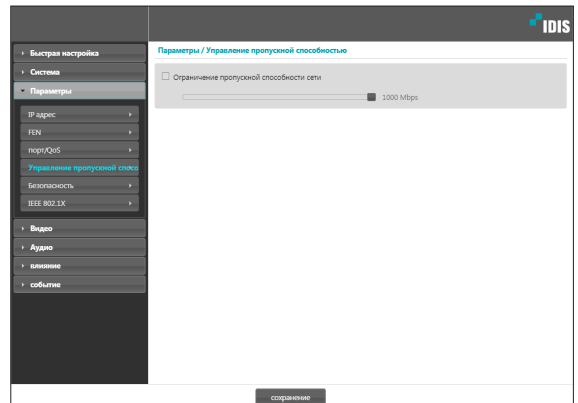 IDIS
Быстрая настройка
Система
Параметры
IP адрес
FEN
порт/QoS
Управление пропускной спосо
Безопасность
IEEE 802.1X
Видео
Аудио
влияние
событие
Параметры / Управление пропускной способностью
Ограничение пропускной способности сети
1000 Mbps
сохранение